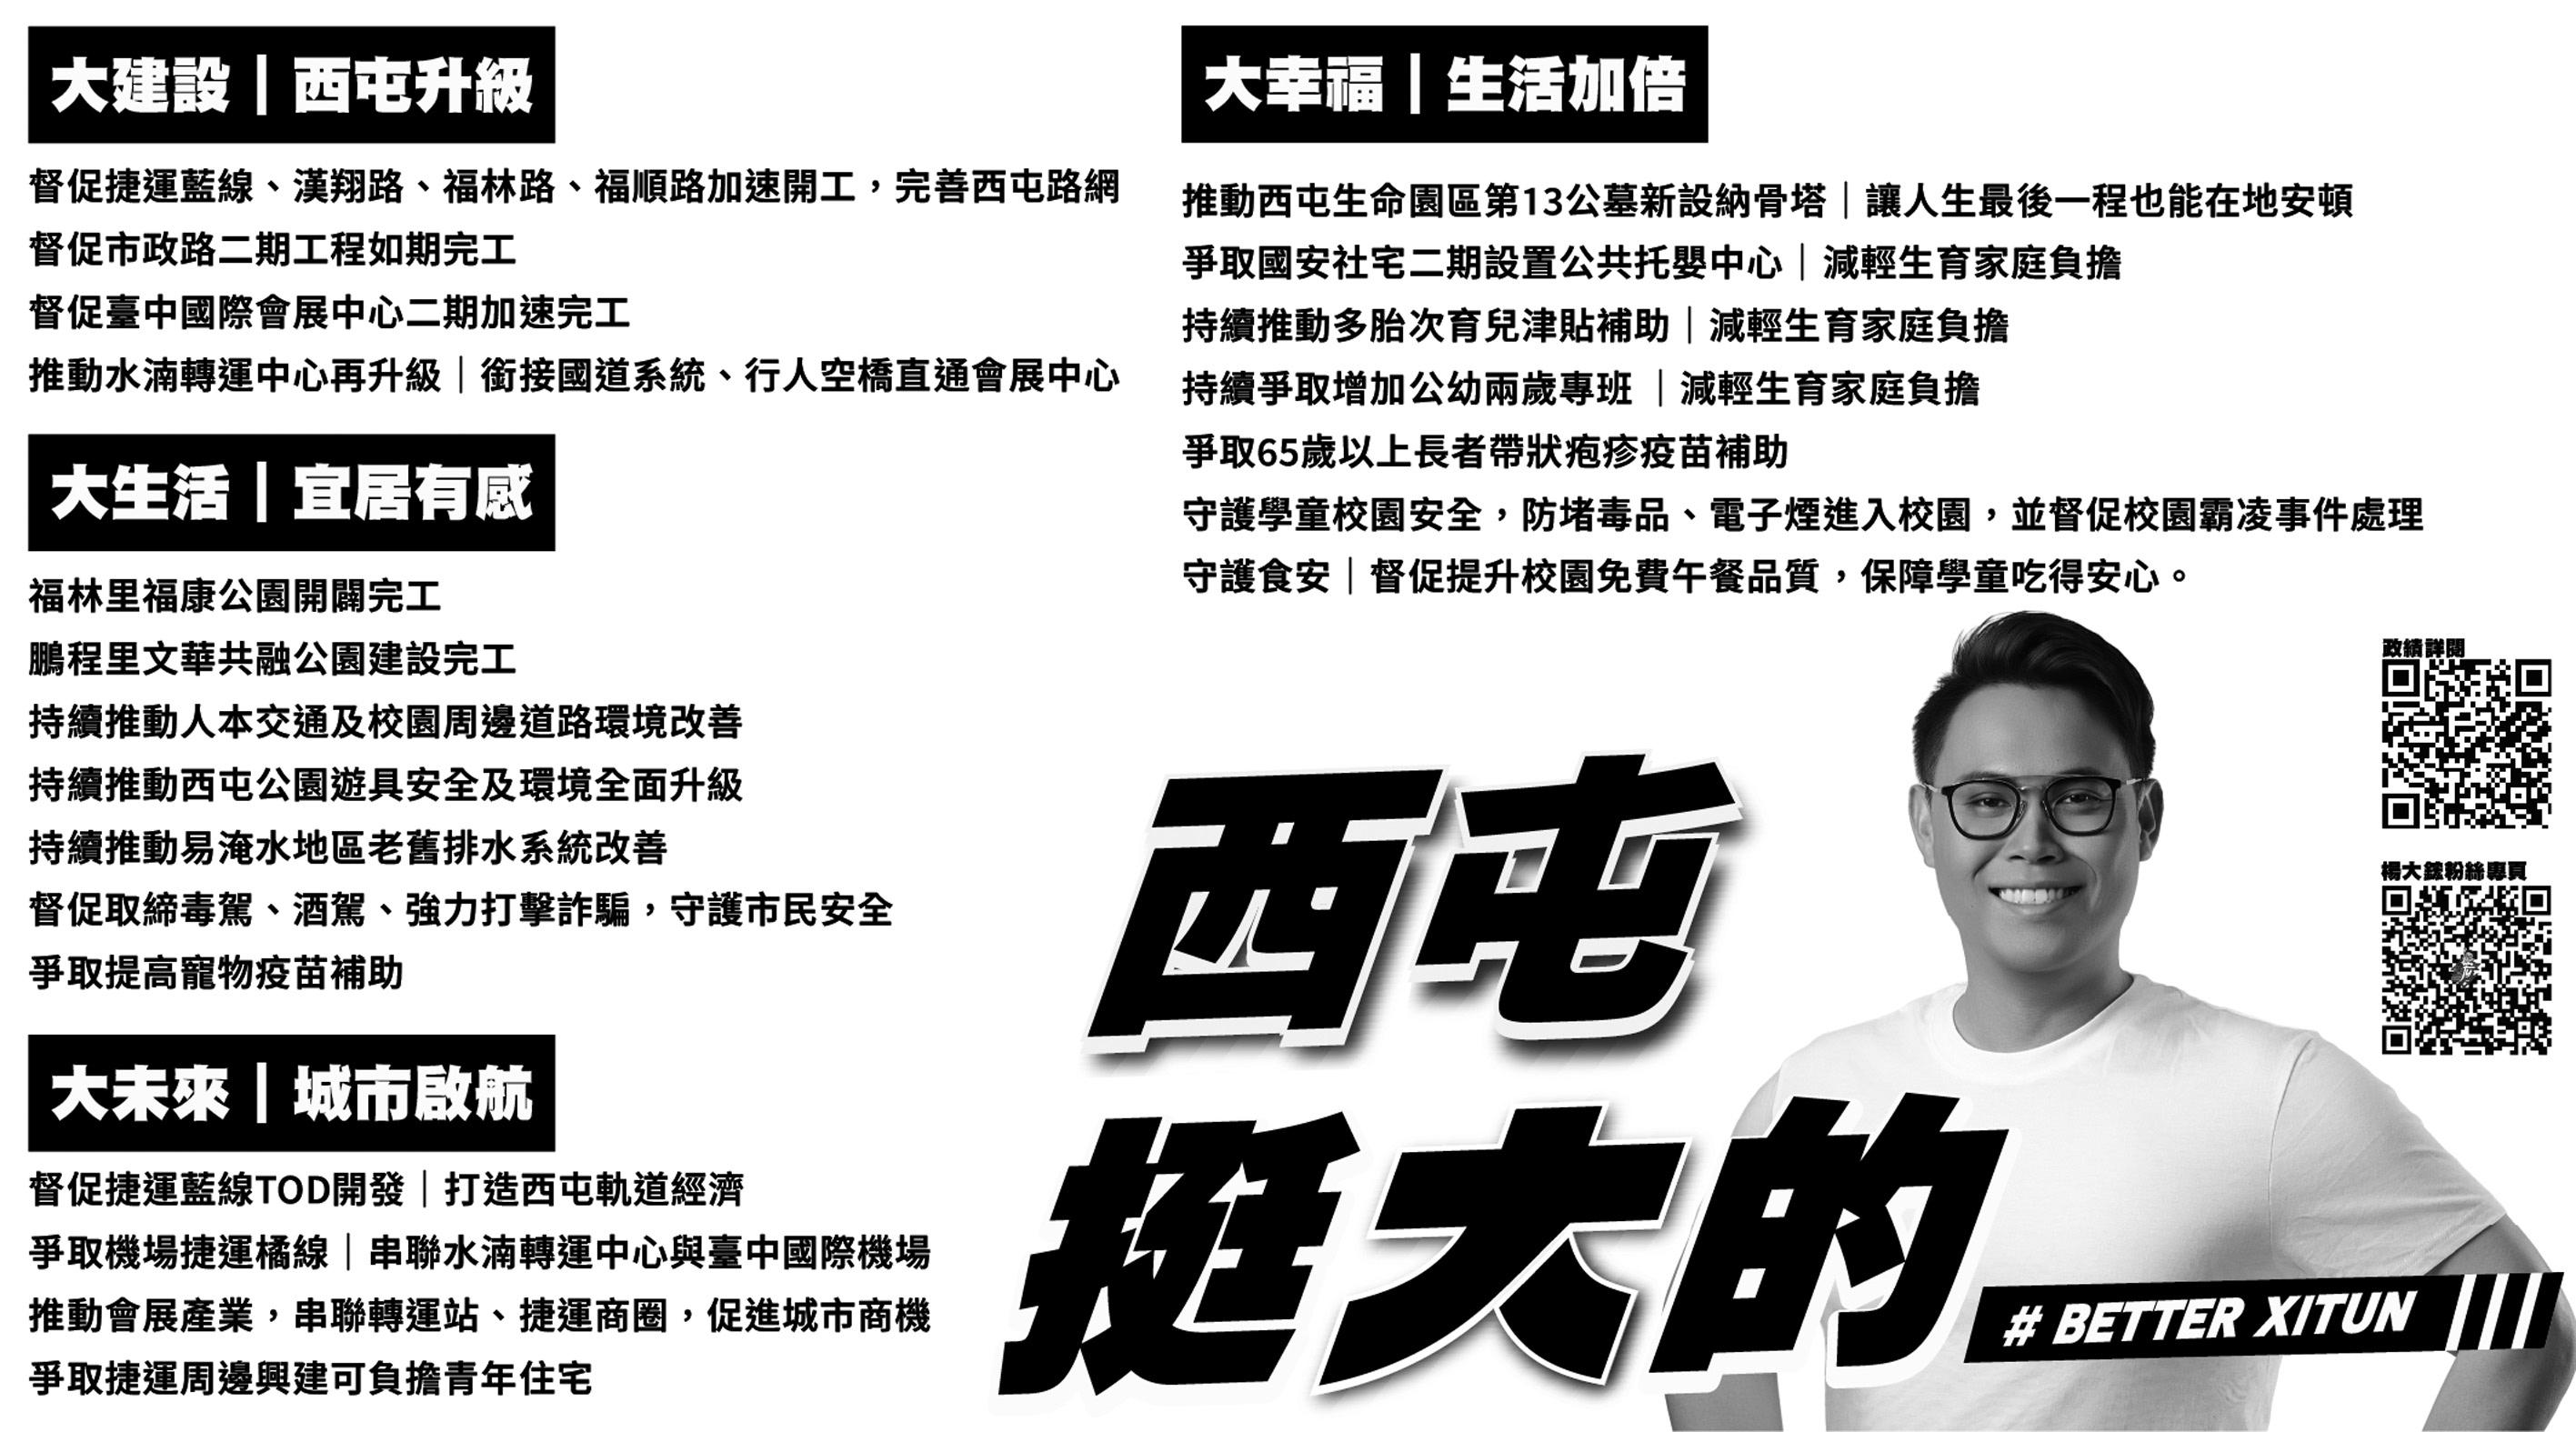 大建設｜西屯升級
督促捷運藍線、漢翔路、福林路、福順路加速開工，完善西屯路網
督促市政路二期工程如期完工
督促臺中國際會展中心二期加速完工
推動水湳轉運中心再升級｜銜接國道系統、行人空橋直通會展中心
大生活｜宜居有感
福林里福康公園開闢完工
鵬程里文華共融公園建設完工
持續推動人本交通及校園周邊道路環境改善
持續推動西屯公園遊具安全及環境全面升級
持續推動易淹水地區老舊排水系統改善
督促取締毒駕、酒駕、強力打擊詐騙，守護市民安全
爭取提高寵物疫苗補助
大未來｜城市啟航
督促捷運藍線TOD開發｜打造西屯軌道經濟
爭取機場捷運橘線｜串聯水湳轉運中心與臺中國際機場
推動會展產業，串聯轉運站、捷運商圈，促進城市商機
爭取捷運周邊興建可負擔青年住宅
大幸福｜生活加倍
推動西屯生命園區第13公墓新設納骨塔｜讓人生最後一程也能在地安頓
爭取國安社宅二期設置公共托嬰中心｜減輕生育家庭負擔
持續推動多胎次育兒津貼補助｜減輕生育家庭負擔
持續爭取增加公幼兩歲專班｜減輕生育家庭負擔
爭取65歲以上長者帶狀疱疹疫苗補助
守護學童校園安全，防堵毒品、電子煙進入校園，並督促校園霸凌事件處理
守護食安｜督促提升校園免費午餐品質，保障學童吃得安心。
政績詳閱
楊大鋐粉絲專頁
西屯
挺大的
# BETTER XITUN